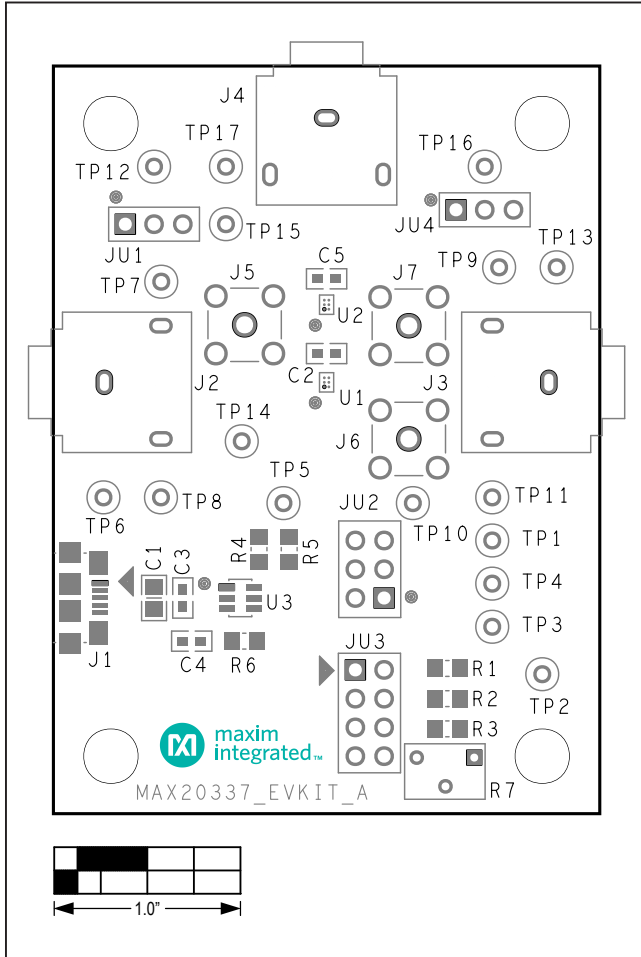 J4
TP17
TP12
TP16
JU1
TP15
JU4
TP13
TP7
J5
C5
J7
TP9
U2
J2
C2
U1
J3
TP14
J6
TP5
JU2
TP6
TP8
TP10
TP11
C1
C3
R4
R5
TP1
TP4
U3
TP3
J1
C4
R6
JU3
R1
TP2
R2
R3
maxim
integrated™
MAX20337_EVKIT_A
R7
1.0”